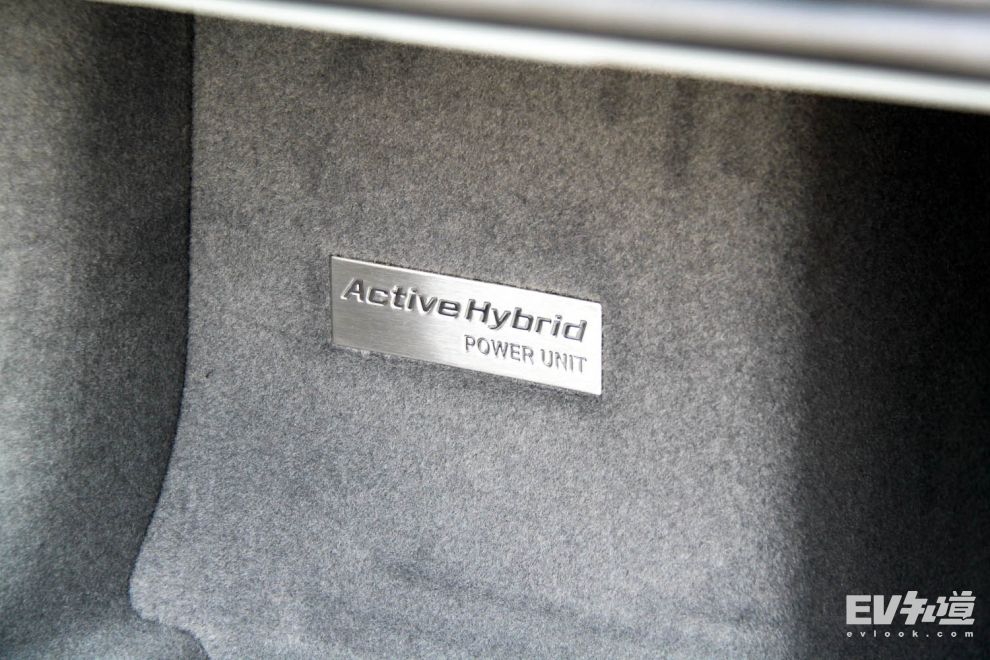 ActiveHybrid
POWER UNIT
EV知道
evlook.com